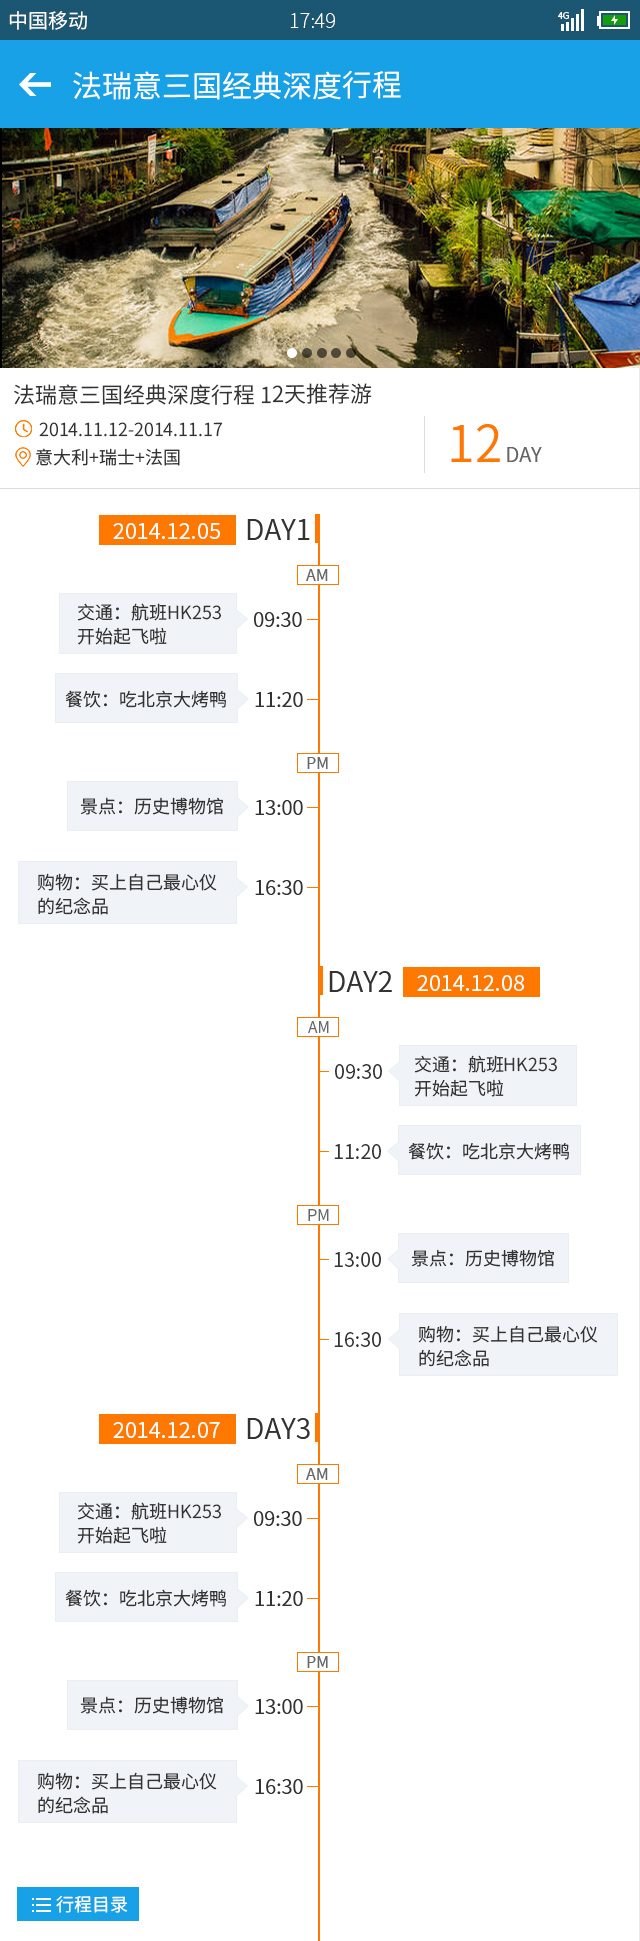 中国移动 17:49 4G
法瑞意三国经典深度行程
法瑞意三国经典深度行程 12天推荐游
2014.11.12-2014.11.17
意大利+瑞士+法国
12 DAY
2014.12.05 DAY1
AM
交通：航班HK253
开始起飞啦
09:30
餐饮：吃北京大烤鸭
11:20
PM
景点：历史博物馆
13:00
购物：买上自己最心仪
的纪念品
16:30
DAY2 2014.12.08
AM
09:30
交通：航班HK253
开始起飞啦
11:20
餐饮：吃北京大烤鸭
PM
13:00
景点：历史博物馆
16:30
购物：买上自己最心仪
的纪念品
2014.12.07 DAY3
AM
交通：航班HK253
开始起飞啦
09:30
餐饮：吃北京大烤鸭
11:20
PM
景点：历史博物馆
13:00
购物：买上自己最心仪
的纪念品
16:30
行程目录